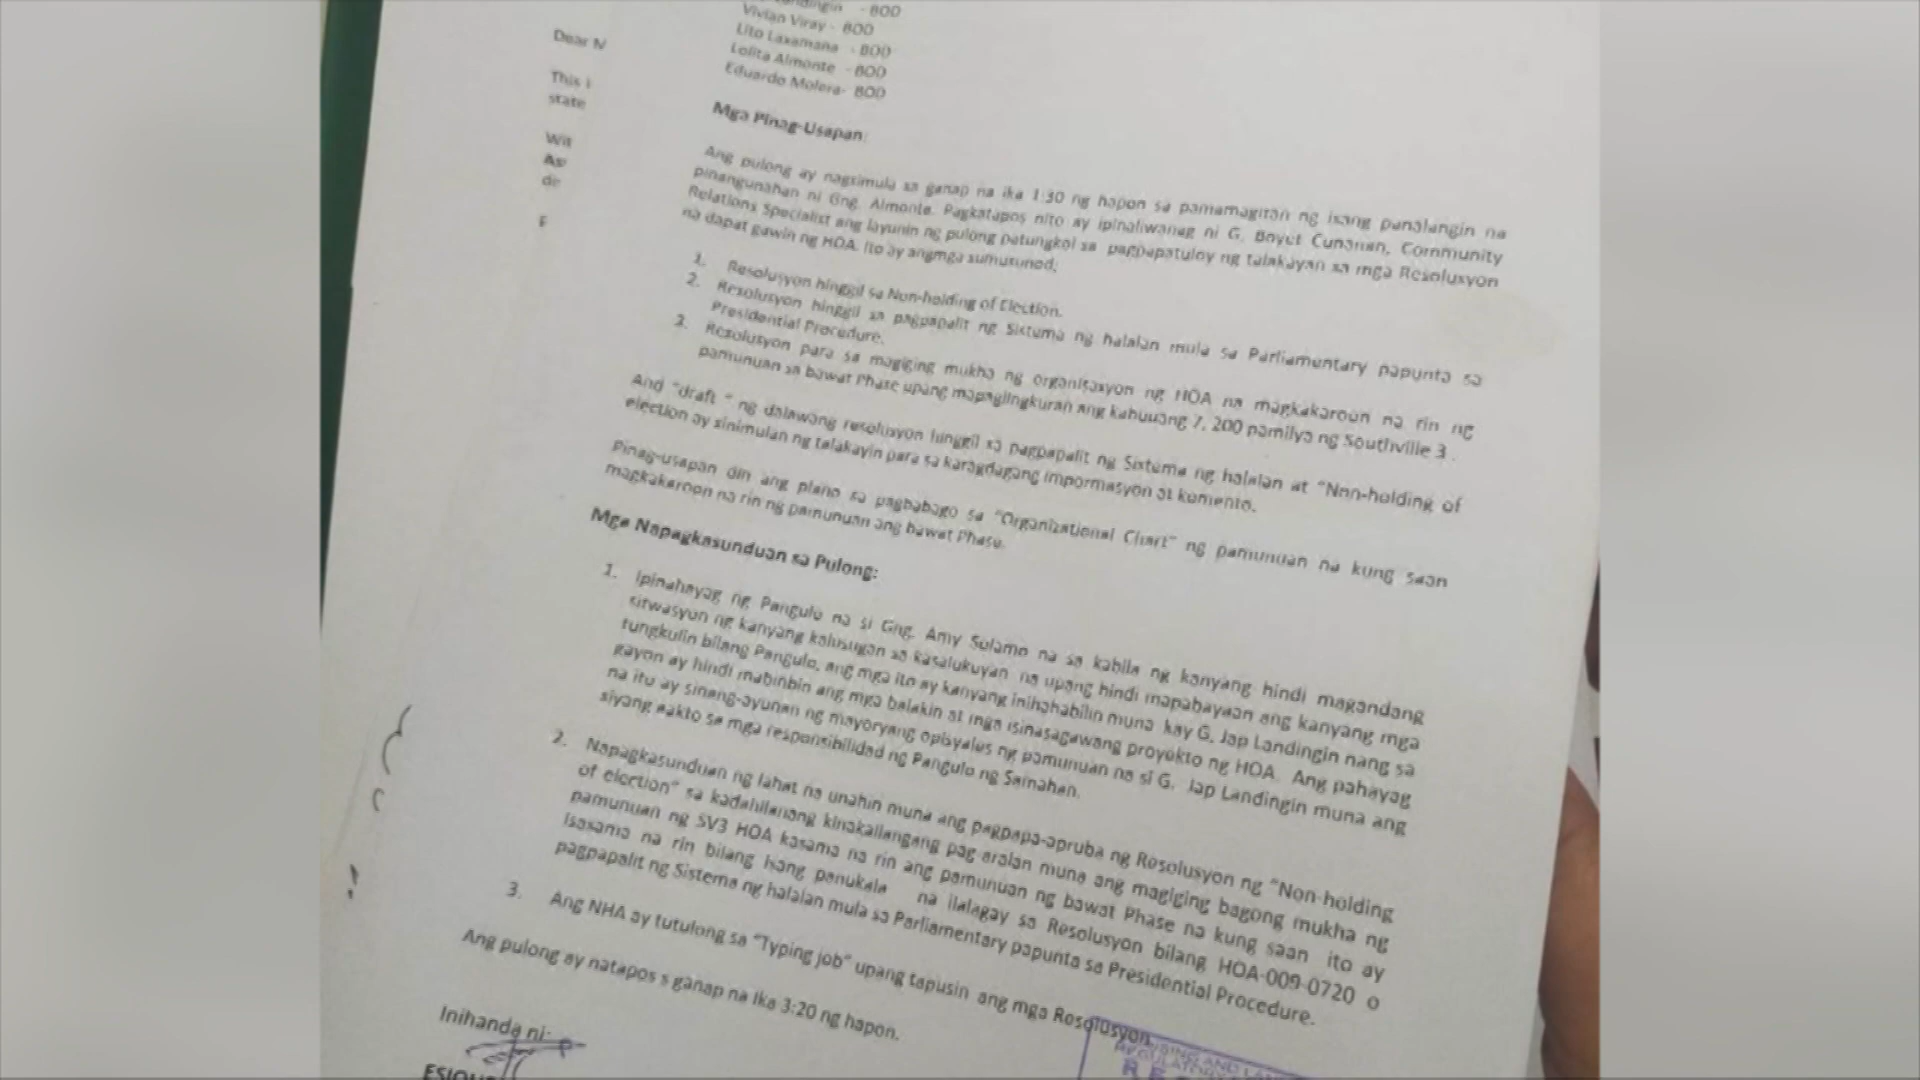 - BOD
Vivian Viray - BOD
Lito Laxamana - BOD
Lolita Almonte - BOD
Eduardo Molera- BOD
Dear
This
state
Wit
As
Mga Pinag-Usapan:
Ang pulong ay nagsimula sa ganap na ika 1:30 ng hapon sa pamamagitan ng isang panalangin na
pinangunahan ni Gng. Almonte. Pagkatapos nito ay ipinaliwanag ni G. Boyet Cunanan, Community
Relations Specialist ang layunin ng pulong patungkol sa pagpapatuloy ng talakayan sa mga Resolusyon
na dapat gawin ng HOA. Ito ay angmga sumusunod;
1. Resolusyon hinggil sa Non-holding of Election.
2. Resolusyon hinggil sa pagpapalit ng Sistema ng halalan mula sa Parliamentary papunta sa
Presidential Procedure.
3. Resolusyon para sa magiging mukha ng organisasyon ng HOA na magkakaroon na rin ng
pamunuan sa bawat Phase upang mapaglingkuran ang kabuuang 7, 200 pamilya ng Southville 3 .
And "draft " ng dalawang resolusyon hinggil sa pagpapalit ng Sistema ng halalan at "Non-holding of
election ay sinimulan ng talakayin para sa karagdagang impormasyon at komento.
Pinag-usapan din ang plano sa pagbabago sa "Organizational Chart" ng pamunuan na kung saan
magkakaroon na rin ng pamunuan ang bawat Phase.
Mga Napagkasunduan sa Pulong:
1. Ipinahayag ng Pangulo na si Gng. Amy Solamo na sa kabila ng kanyang hindi magandang
sitwasyon ng kanyang kalusugan sa kasalukuyan na upang hindi mapabayaan ang kanyang mga
tungkulin bilang Pangulo, ang mga ito ay kanyang inihahabilin muna kay G. Jap Landingin nang sa
gayon ay hindi mabinbin ang mga balakin at mga isinasagawang proyekto ng HOA. Ang pahayag
na ito ay sinang-ayunan ng mayoryang opisyales ng pamunuan na si G. Jap Landingin muna ang
siyang aakto sa mga responsibilidad ng Pangulo ng Samahan.
2. Napagkasunduan ng lahat na unahin muna ang pagpapa-apruba ng Resolusyon ng "Non-holding
of election" sa kadahilanang kinakailangang pag aralan muna ang magiging bagong mukha ng
pamunuan ng SV3 HOA kasama na rin ang pamunuan ng bawat Phase na kung saan ito ay
isasama na rin bilang isang panukala na ilalagay sa Resolusyon bilang HOA-009-0720 o
pagpapalit ng Sistema ng halalan mula sa Parliamentary papunta sa Presidential Procedure.
3. Ang NHA ay tutulong sa "Typing job" upang tapusin ang mga Resolusyon.
Ang pulong ay natapos s ganap na Ika 3:20 ng hapon.
Inihanda ni: